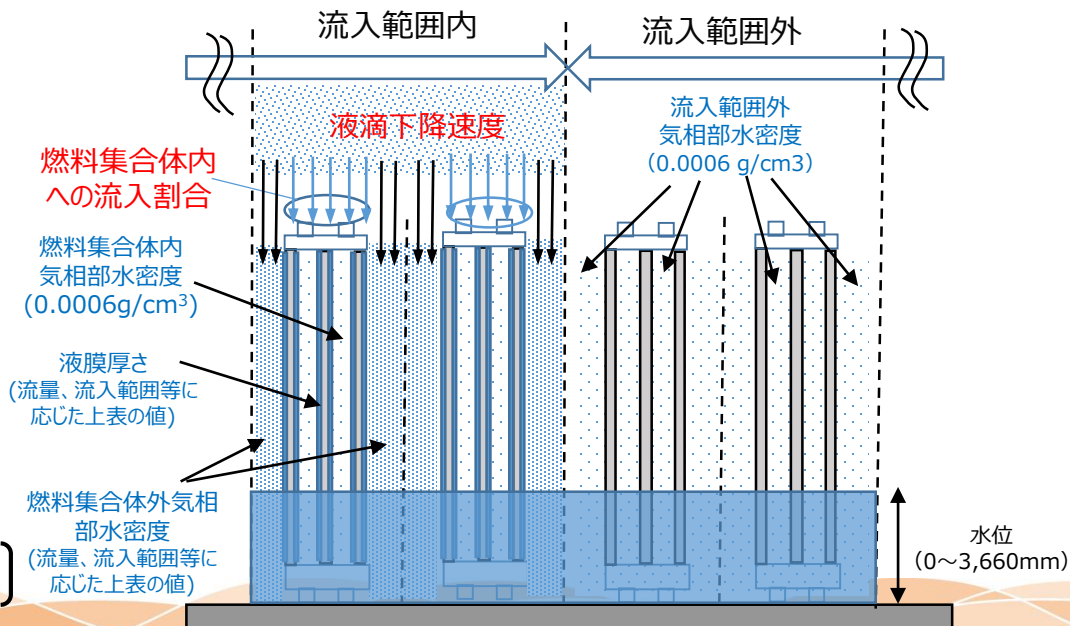 流入範囲内
流入範囲外
液滴下降速度
燃料集合体内
への流入割合
流入範囲外
気相部水密度
（0.0006 g/cm3）
燃料集合体内
気相部水密度
(0.0006g/cm³)
液膜厚さ
(流量、流入範囲等に
応じた上表の値)
燃料集合体外気相
部水密度
(流量、流入範囲等に
応じた上表の値)
水位
（0～3,660mm）